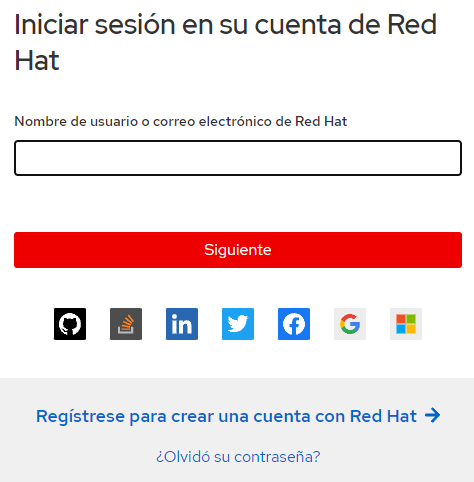 Iniciar sesión en su cuenta de Red
Hat
Nombre de usuario o correo electrónico de Red Hat
Siguiente
in
Regístrese para crear una cuenta con Red Hat
¿Olvidó su contraseña?